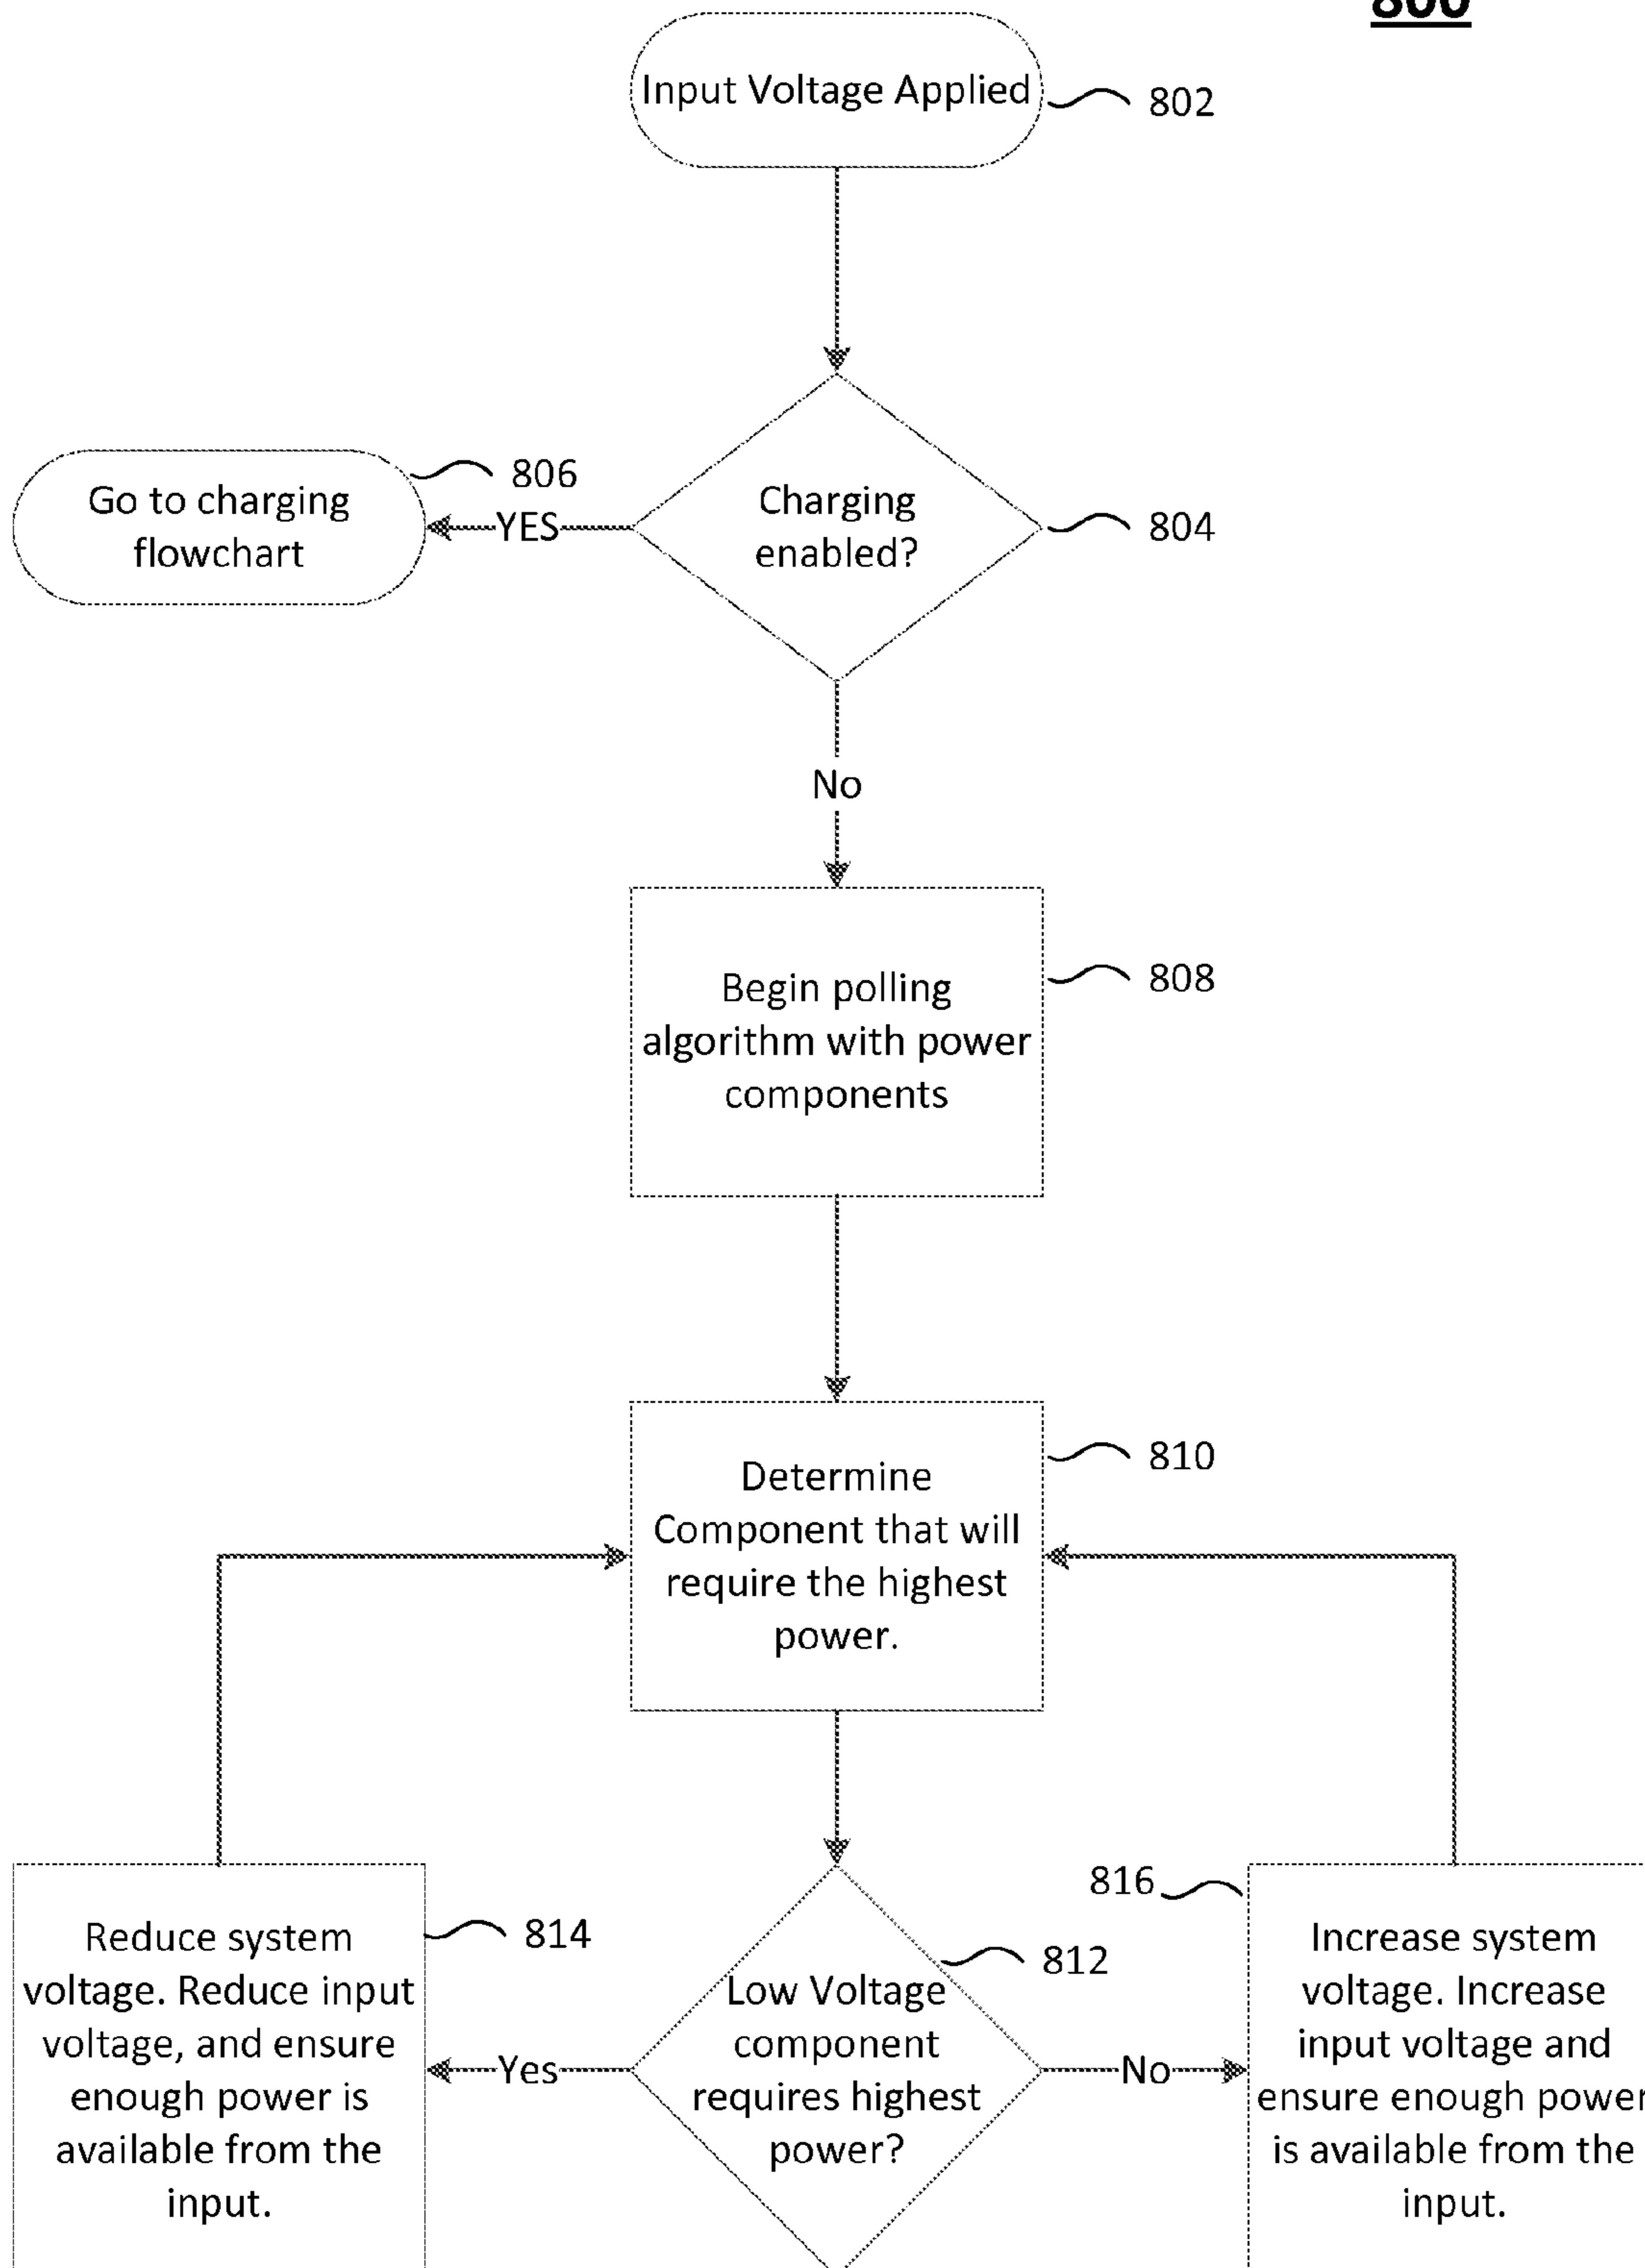 800
Input Voltage Applied
802
Charging
enabled?
804
806
Go to charging
flowchart
YES
No
Begin polling
algorithm with power
components
808
Determine
Component that will
require the highest
power.
810
Low Voltage
component
requires highest
power?
812
Yes
No
Reduce system
voltage. Reduce input
voltage, and ensure
enough power is
available from the
input.
814
816
Increase system
voltage. Increase
input voltage and
ensure enough power
is available from the
input.